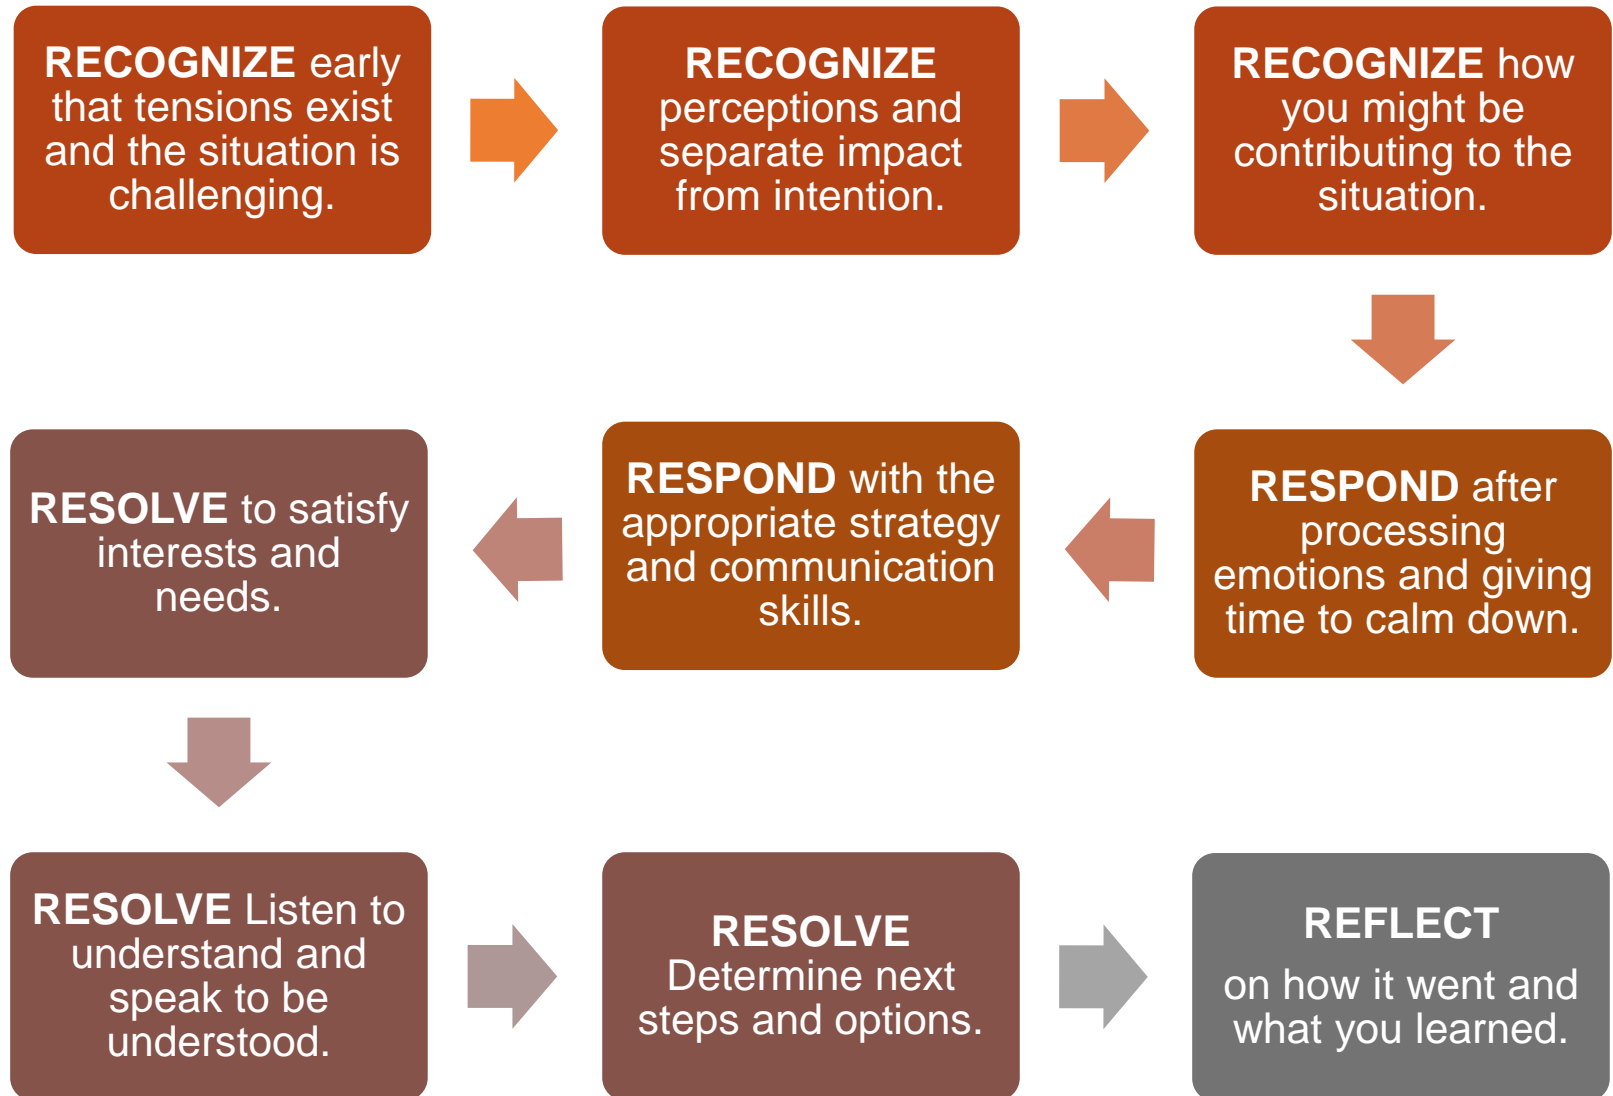 RECOGNIZE early
that tensions exist
and the situation is
challenging.
RECOGNIZE
perceptions and
separate impact
from intention.
RECOGNIZE how
you might be
contributing to the
situation.
RESPOND after
processing
emotions and giving
time to calm down.
RESPOND with the
appropriate strategy
and communication
skills.
RESOLVE to satisfy
interests and
needs.
RESOLVE Listen to
understand and
speak to be
understood.
RESOLVE
Determine next
steps and options.
REFLECT
on how it went and
what you learned.